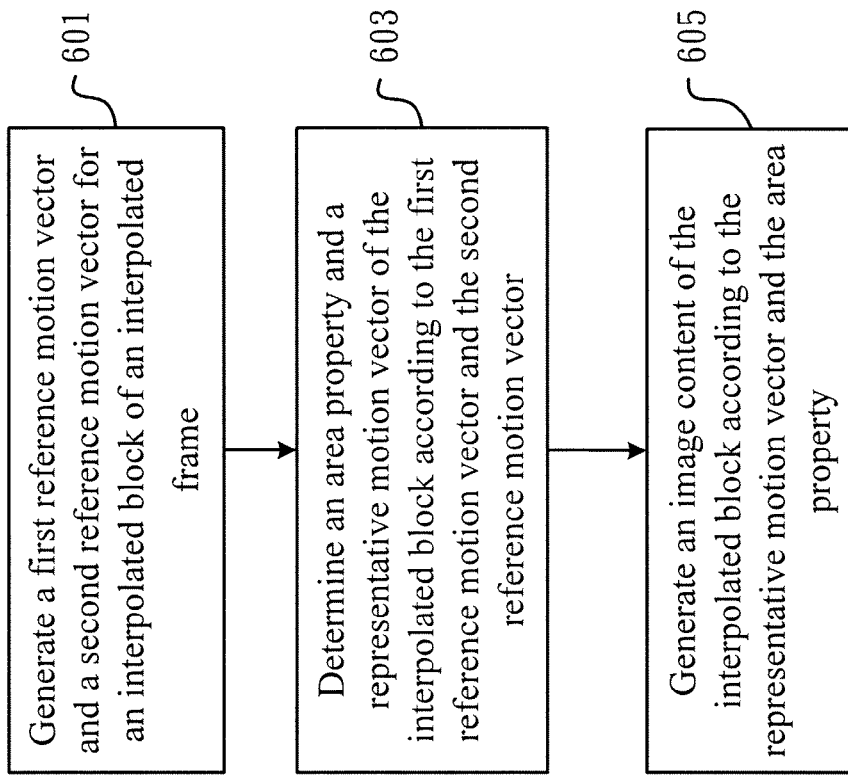 Generate a first reference motion vector
and a second reference motion vector for
an interpolated block of an interpolated
frame
601
Determine an area property and a
representative motion vector of the
interpolated block according to the first
reference motion vector and the second
reference motion vector
603
Generate an image content of the
interpolated block according to the
representative motion vector and the area
property
605